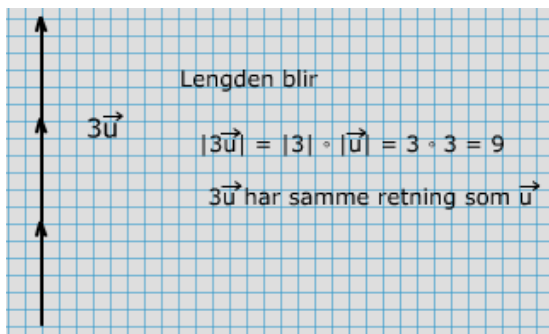 Lengden blir
3u⃗
|3u⃗| = |3| ∘ |u⃗| = 3 ∘ 3 = 9
3u⃗ har samme retning som u⃗